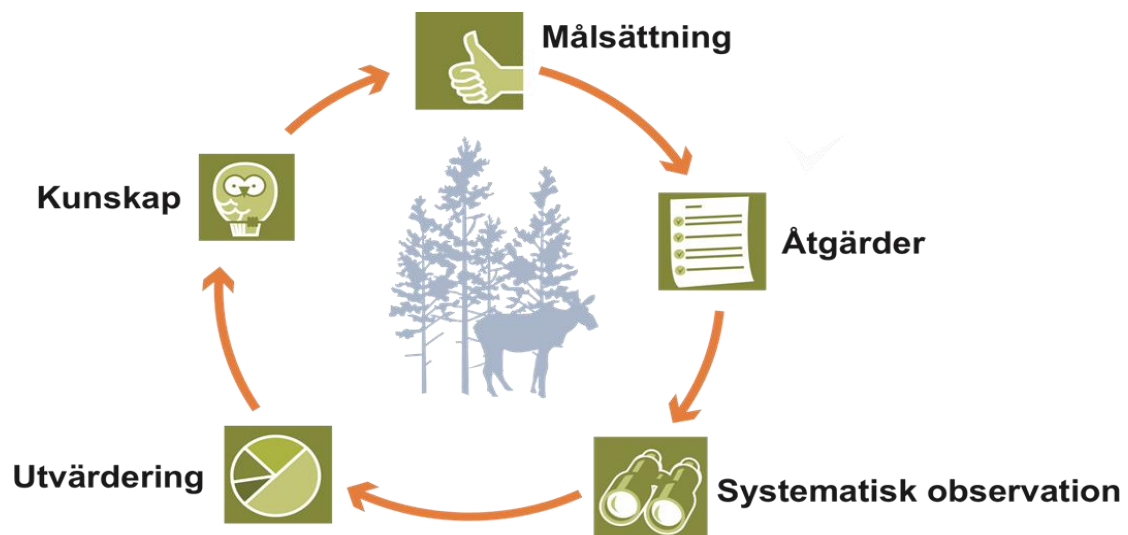 Målsättning
Åtgärder
Systematisk observation
Utvärdering
Kunskap